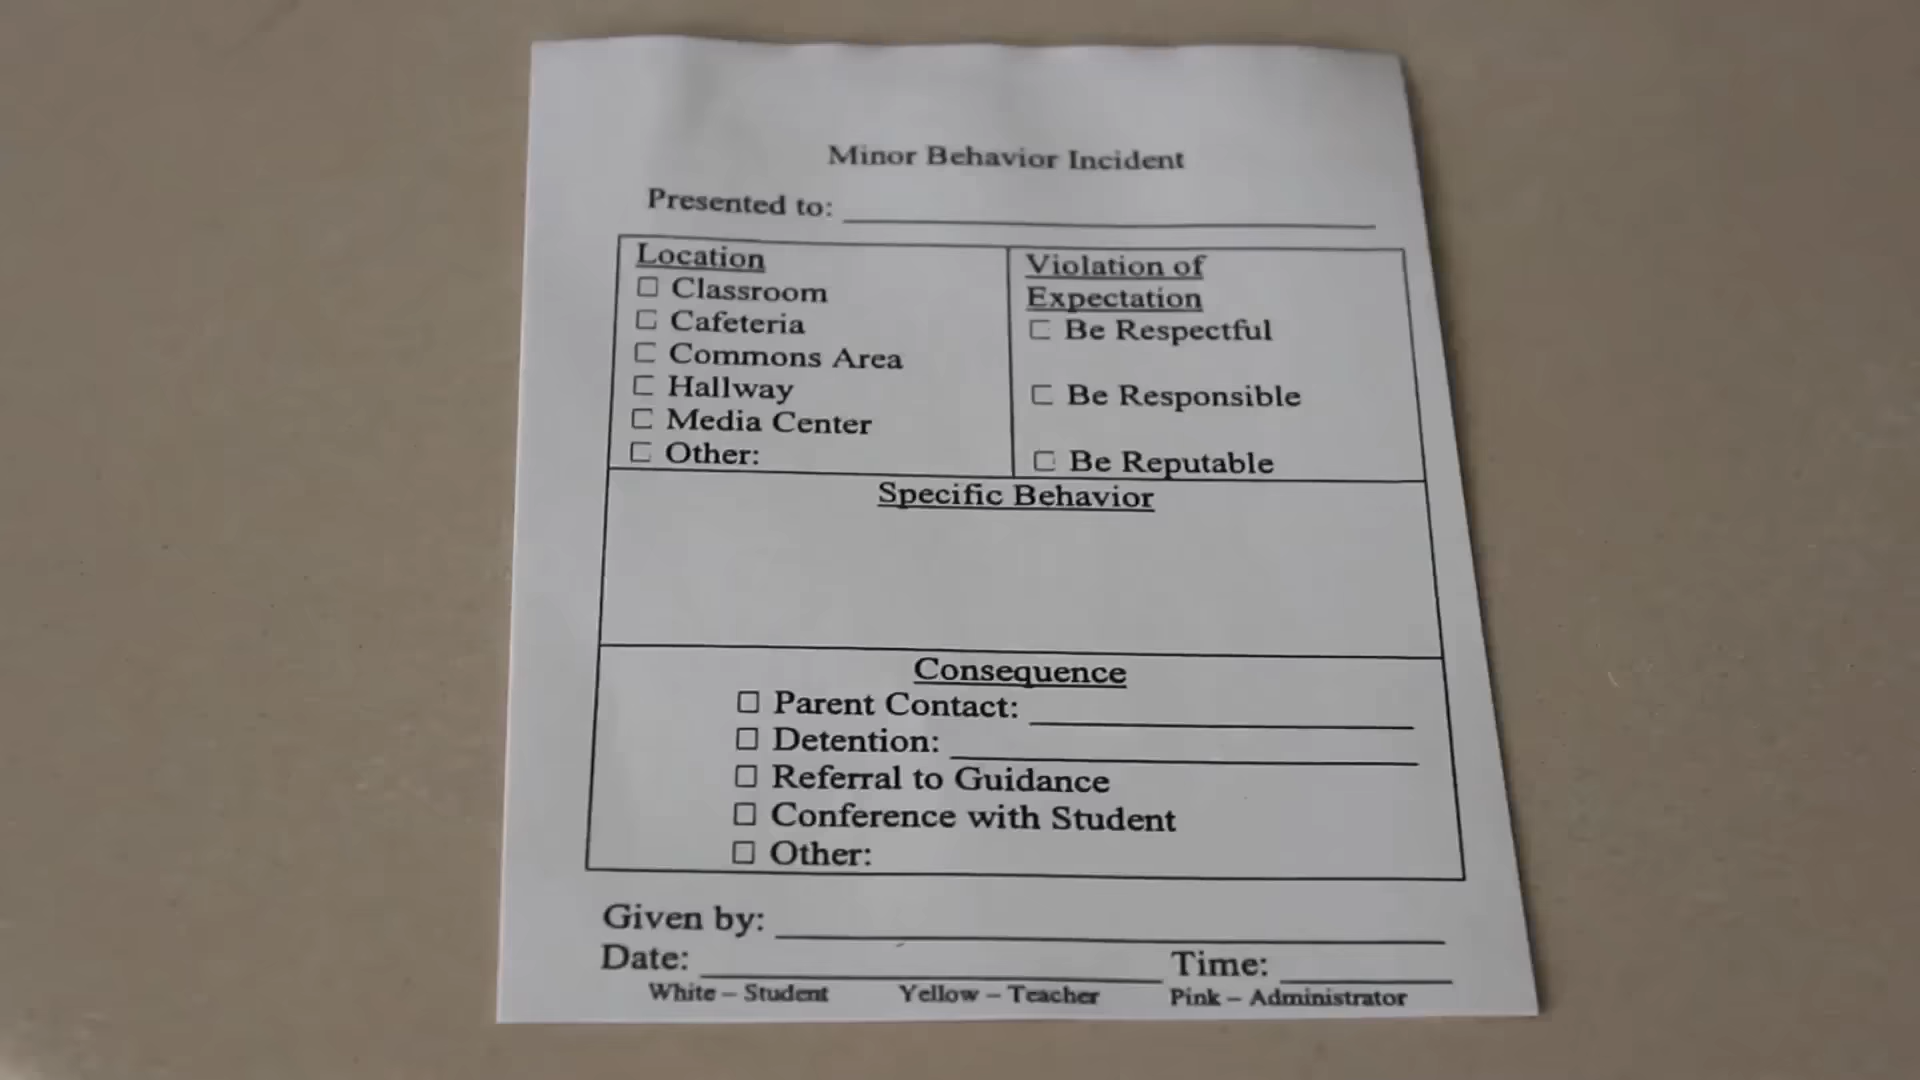 Minor Behavior Incident
Presented to:
Location
☐ Classroom
☐ Cafeteria
☐ Commons Area
☐ Hallway
☐ Media Center
☐ Other:
Violation of
Expectation
☐ Be Respectful
☐ Be Responsible
☐ Be Reputable
Specific Behavior
Consequence
☐ Parent Contact:
☐ Detention:
☐ Referral to Guidance
☐ Conference with Student
☐ Other:
Given by:
Date: Time:
White – Student Yellow – Teacher Pink – Administrator